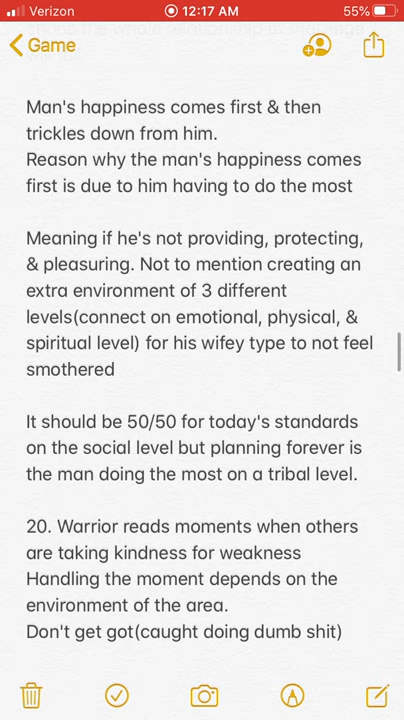 Verizon 12:17 AM 55%
Game
Man's happiness comes first & then
trickles down from him.
Reason why the man's happiness comes
first is due to him having to do the most
Meaning if he's not providing, protecting,
& pleasuring. Not to mention creating an
extra environment of 3 different
levels(connect on emotional, physical, &
spiritual level) for his wifey type to not feel
smothered
It should be 50/50 for today's standards
on the social level but planning forever is
the man doing the most on a tribal level.
20. Warrior reads moments when others
are taking kindness for weakness
Handling the moment depends on the
environment of the area.
Don't get got(caught doing dumb shit)